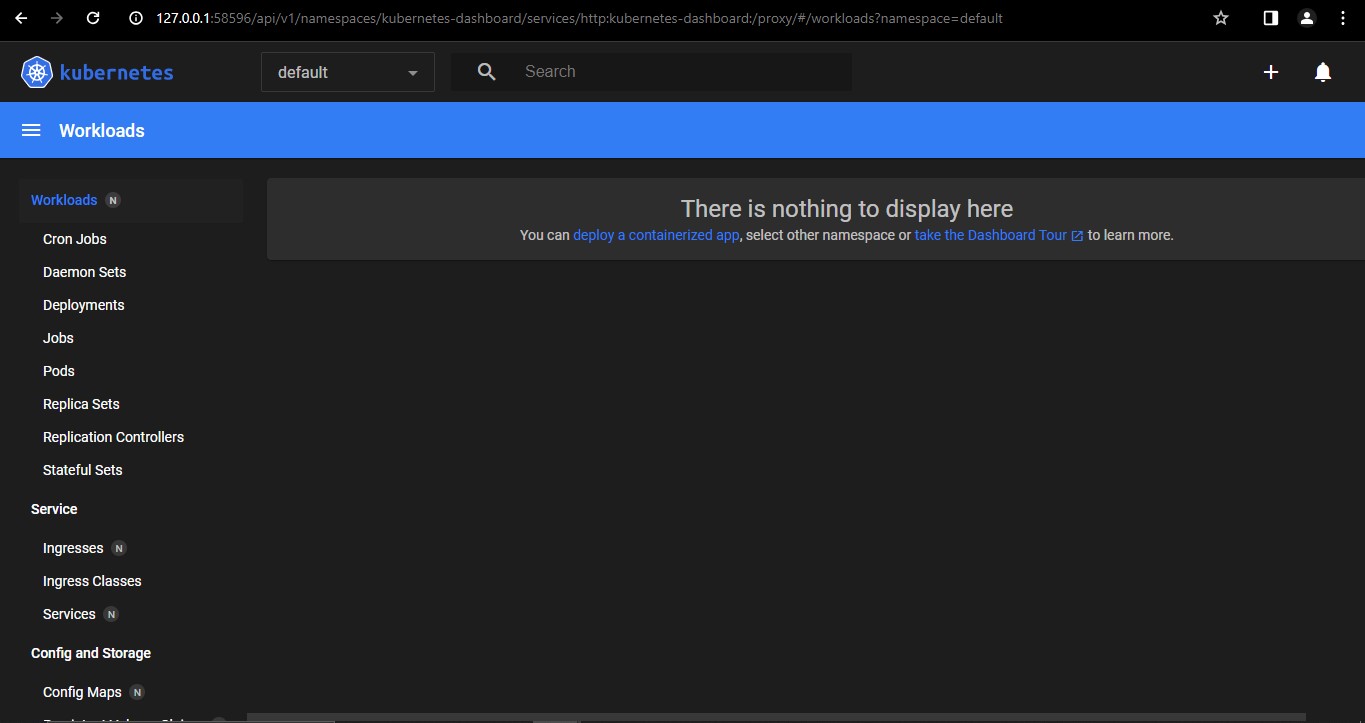 127.0.0.1:58596/api/v1/namespaces/kubernetes-dashboard/services/http:kubernetes-dashboard:/proxy/#/workloads?namespace=default
kubernetes
default
Search
Workloads
Workloads N
There is nothing to display here
You can deploy a containerized app, select other namespace or take the Dashboard Tour to learn more.
Cron Jobs
Daemon Sets
Deployments
Jobs
Pods
Replica Sets
Replication Controllers
Stateful Sets
Service
Ingresses N
Ingress Classes
Services N
Config and Storage
Config Maps N